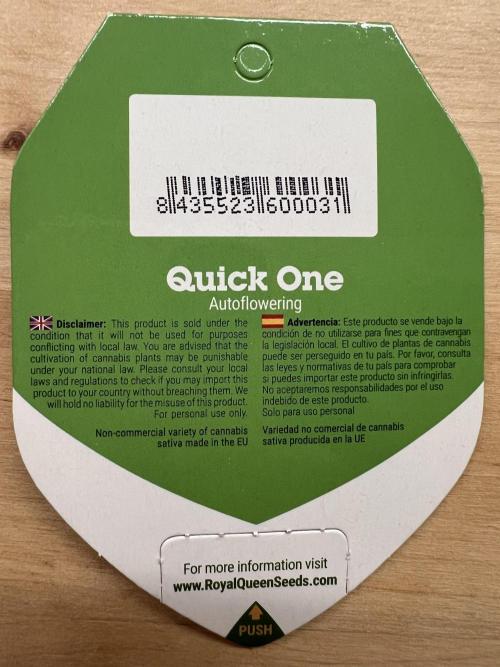 8 435523 600031
Quick One
Autoflowering
Disclaimer: This product is sold under the
condition that it will not be used for purposes
conflicting with local law. You are advised that the
cultivation of cannabis plants may be punishable
under your national law. Please consult your local
laws and regulations to check if you may import this
product to your country without breaching them. We
will hold no liability for the misuse of this product.
For personal use only.
Non-commercial variety of cannabis
sativa made in the EU
Advertencia: Este producto se vende bajo la
condición de no utilizarse para fines que contravengan
la legislación local. El cultivo de plantas de cannabis
puede ser perseguido en tu país. Por favor, consulta
las leyes y normativas de tu país para comprobar
si puedes importar este producto sin infringirlas.
No aceptaremos responsabilidades por el uso
indebido de este producto.
Solo para uso personal
Variedad no comercial de cannabis
sativa producida en la UE
For more information visit
www.RoyalQueenSeeds.com
PUSH